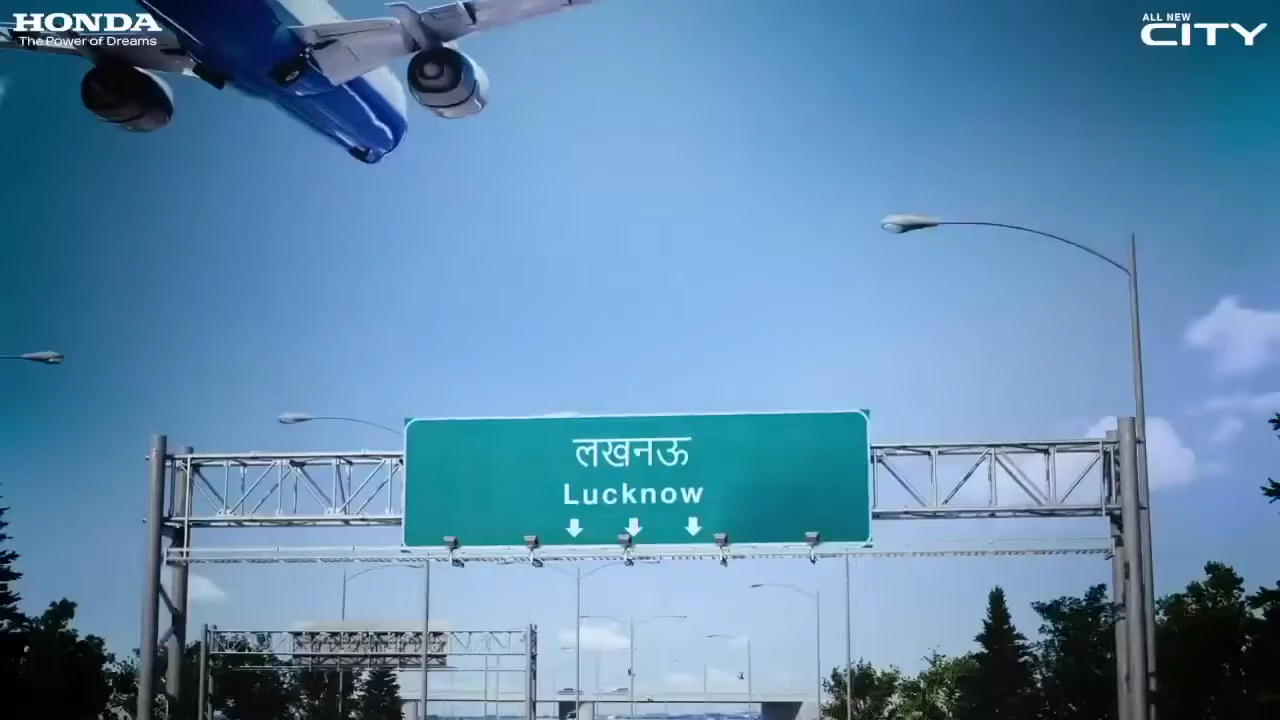 HONDA
The Power of Dreams
ALL NEW
CITY
लखनऊ
Lucknow